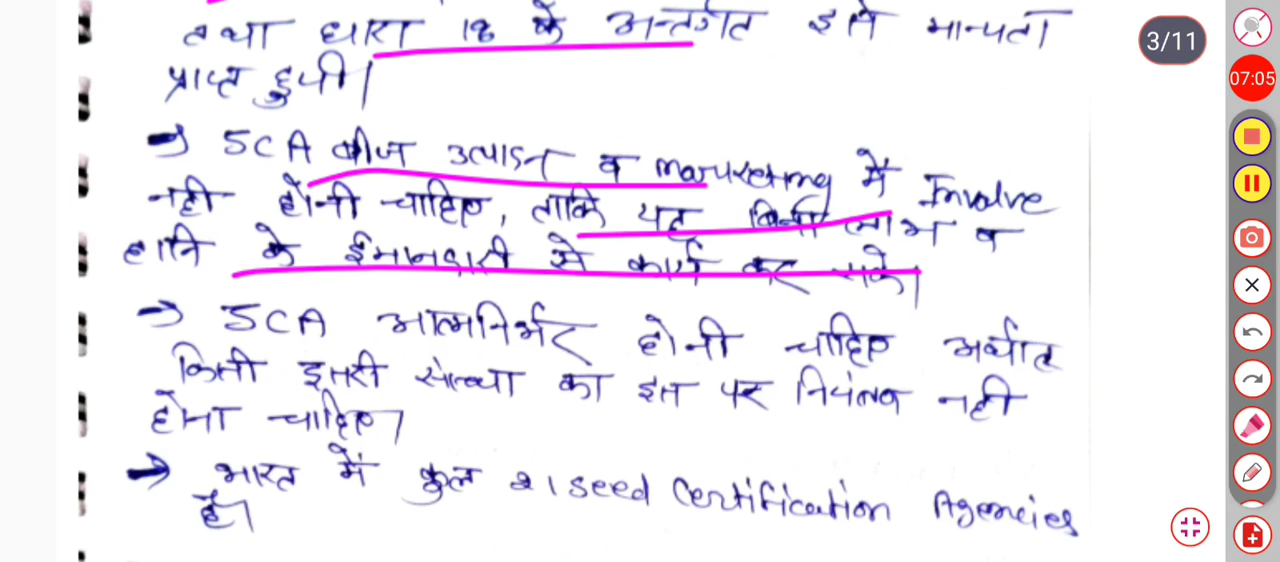 तथा धारा 18 के अन्तर्गत इसे मान्यता
प्राप्त हुयी।
→ SCA बीज उत्पादन व marketing में Involve
नही होनी चाहिए, ताकि यह बिना लाभ व
हानि के ईमानदारी से कार्य कर सके।
→ SCA आत्मनिर्भर होनी चाहिए अर्थात
किसी दूसरी संस्था का इस पर नियंत्रण नही
होना चाहिए।
→ भारत में कुल 21 seed Certification Agencies
है।
3/11
07:05